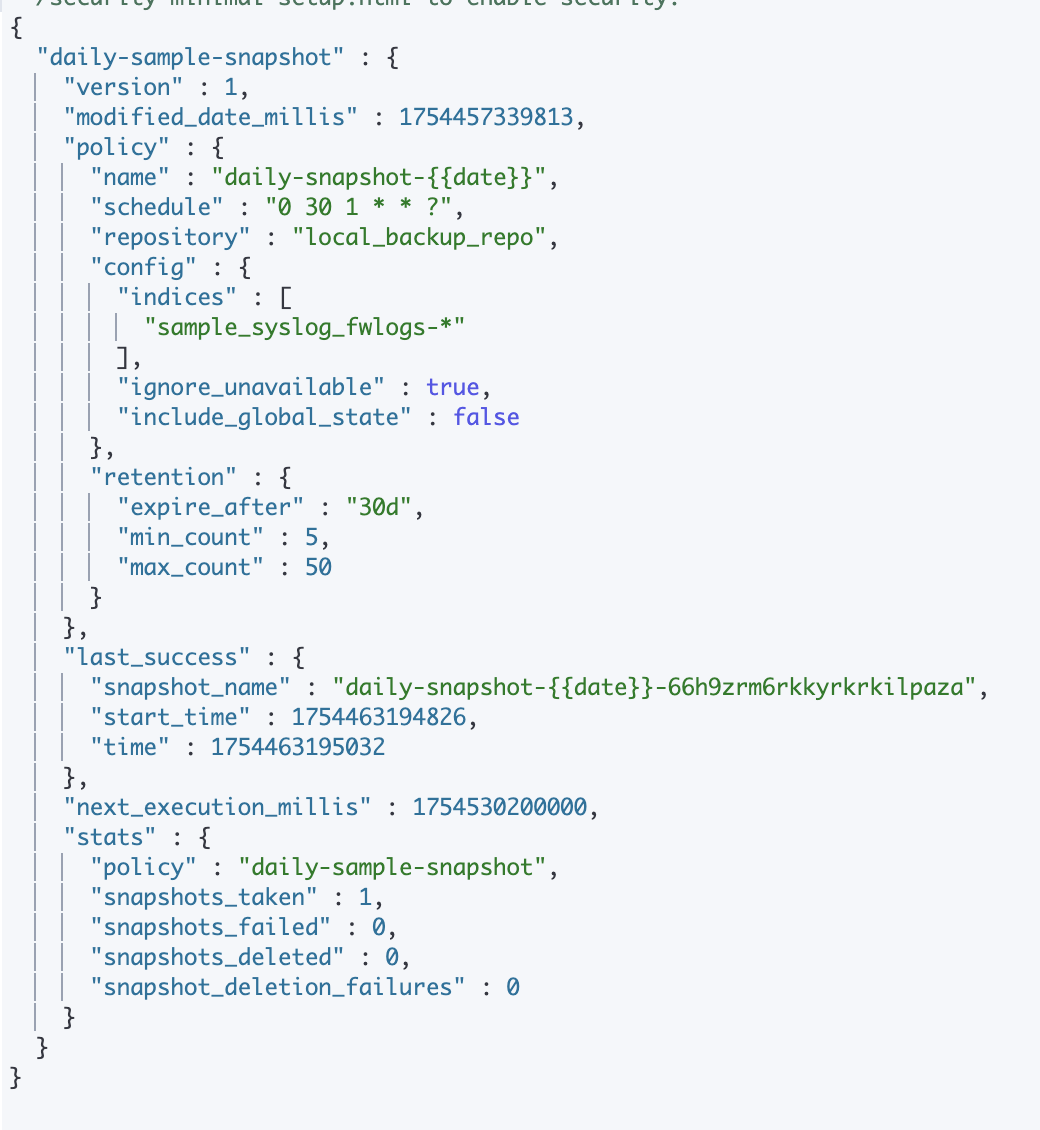 /security-minimal-setup.html to enable security.
{
  "daily-sample-snapshot" : {
    "version" : 1,
    "modified_date_millis" : 1754457339813,
    "policy" : {
      "name" : "daily-snapshot-{{date}}",
      "schedule" : "0 30 1 * * ?",
      "repository" : "local_backup_repo",
      "config" : {
        "indices" : [
          "sample_syslog_fwlogs-*"
        ],
        "ignore_unavailable" : true,
        "include_global_state" : false
      },
      "retention" : {
        "expire_after" : "30d",
        "min_count" : 5,
        "max_count" : 50
      }
    },
    "last_success" : {
      "snapshot_name" : "daily-snapshot-{{date}}-66h9zrm6rkkyrkrkilpaza",
      "start_time" : 1754463194826,
      "time" : 1754463195032
    },
    "next_execution_millis" : 1754530200000,
    "stats" : {
      "policy" : "daily-sample-snapshot",
      "snapshots_taken" : 1,
      "snapshots_failed" : 0,
      "snapshots_deleted" : 0,
      "snapshot_deletion_failures" : 0
    }
  }
}